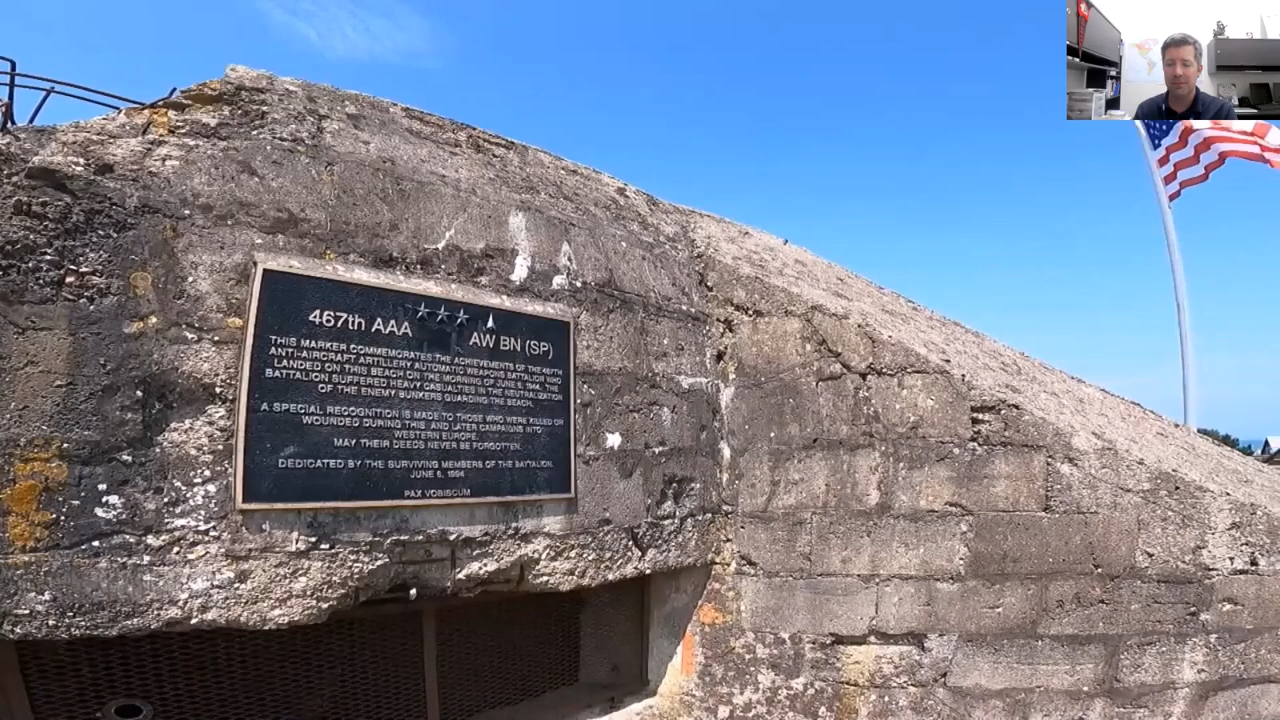 467th AAA AW BN (SP)
THIS MARKER COMMEMORATES THE ACHIEVEMENTS OF THE 467TH
ANTI-AIRCRAFT ARTILLERY AUTOMATIC WEAPONS BATTALION WHO
LANDED ON THIS BEACH ON THE MORNING OF JUNE 6, 1944. THE
BATTALION SUFFERED HEAVY CASUALTIES IN THE NEUTRALIZATION
OF THE ENEMY BUNKERS GUARDING THE BEACH.
A SPECIAL RECOGNITION IS MADE TO THOSE WHO WERE KILLED OR
WOUNDED DURING THIS AND LATER CAMPAIGNS INTO
WESTERN EUROPE.
MAY THEIR DEEDS NEVER BE FORGOTTEN.
DEDICATED BY THE SURVIVING MEMBERS OF THE BATTALION.
JUNE 6, 1994
PAX VOBISCUM